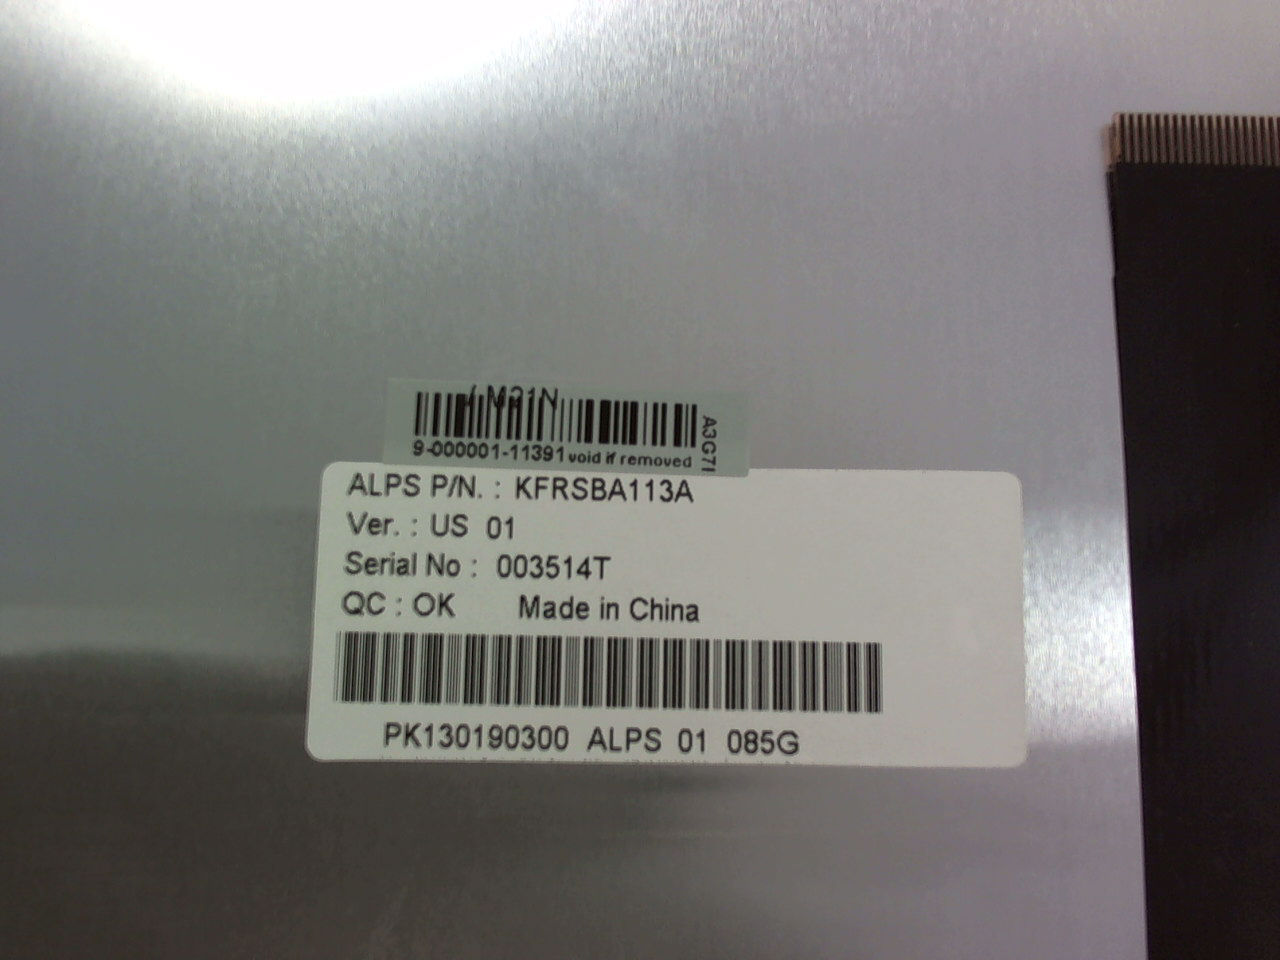 9-000001-11391 void if removed
A3G7I
ALPS P/N. : KFRSBA113A
Ver. : US 01
Serial No : 003514T
QC : OK Made in China
PK130190300 ALPS 01 085G